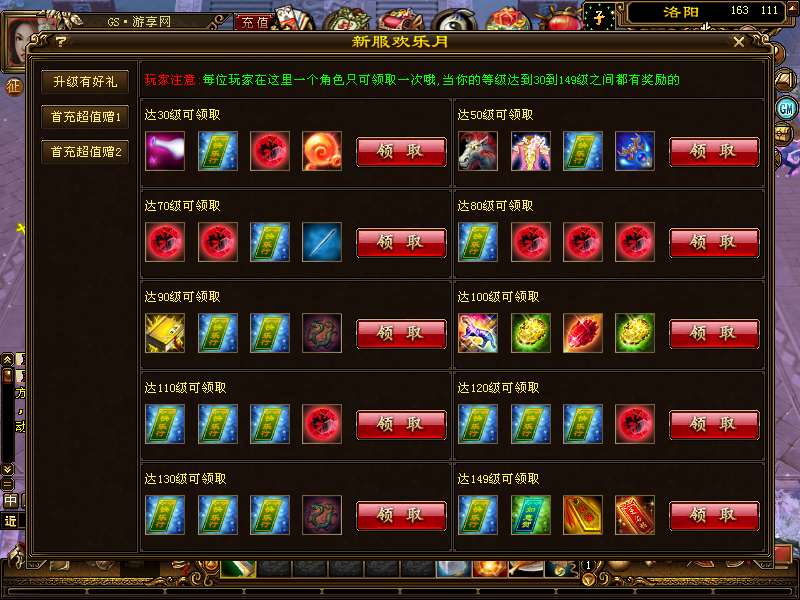 GS·游享网
充值
子
洛阳
163 111
新服欢乐月
征
升级有好礼
首充超值赠1
首充超值赠2
玩家注意:每位玩家在这里一个角色只可领取一次哦,当你的等级达到30到149级之间都有奖励的
达30级可领取
领取
达50级可领取
领取
达70级可领取
领取
达80级可领取
领取
达90级可领取
领取
达100级可领取
领取
达110级可领取
领取
达120级可领取
领取
达130级可领取
领取
达149级可领取
领取
GM
方
动
申
近
1